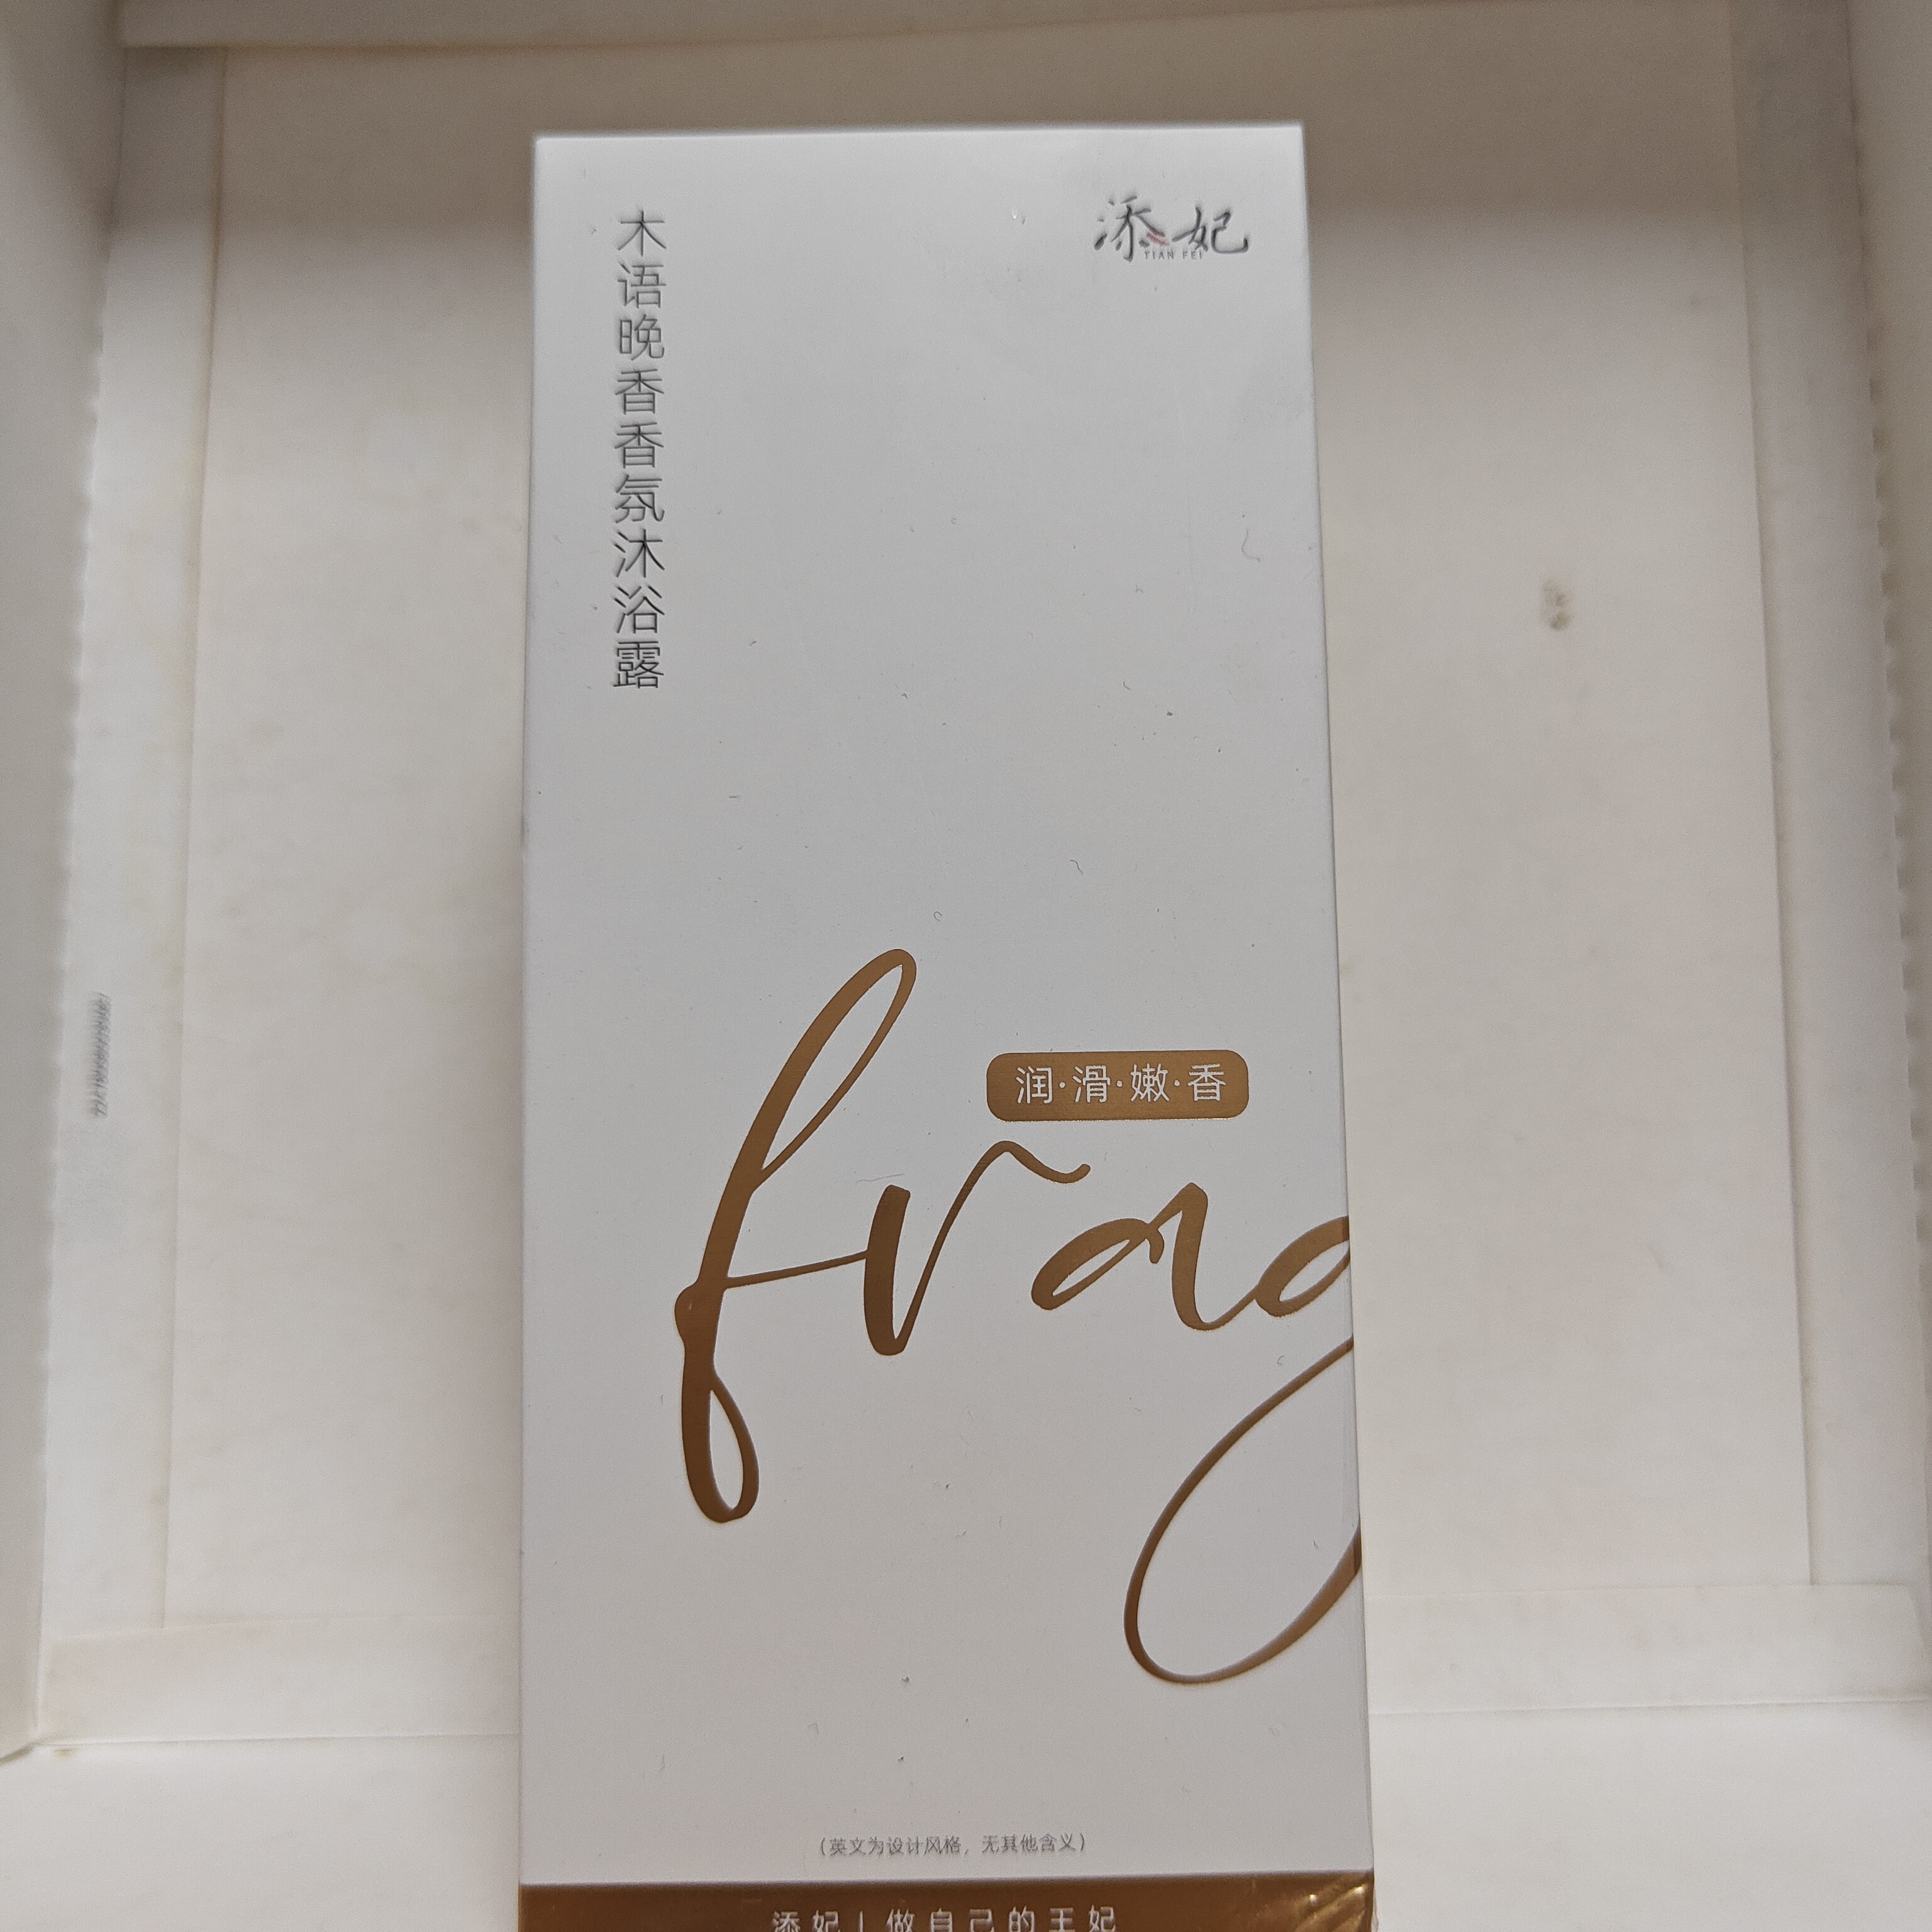 木语晚香香氛沐浴露
添妃
TIAN FEI
润·滑·嫩·香
frag
（英文为设计风格，无其他含义）
添妃 | 做自己的王妃